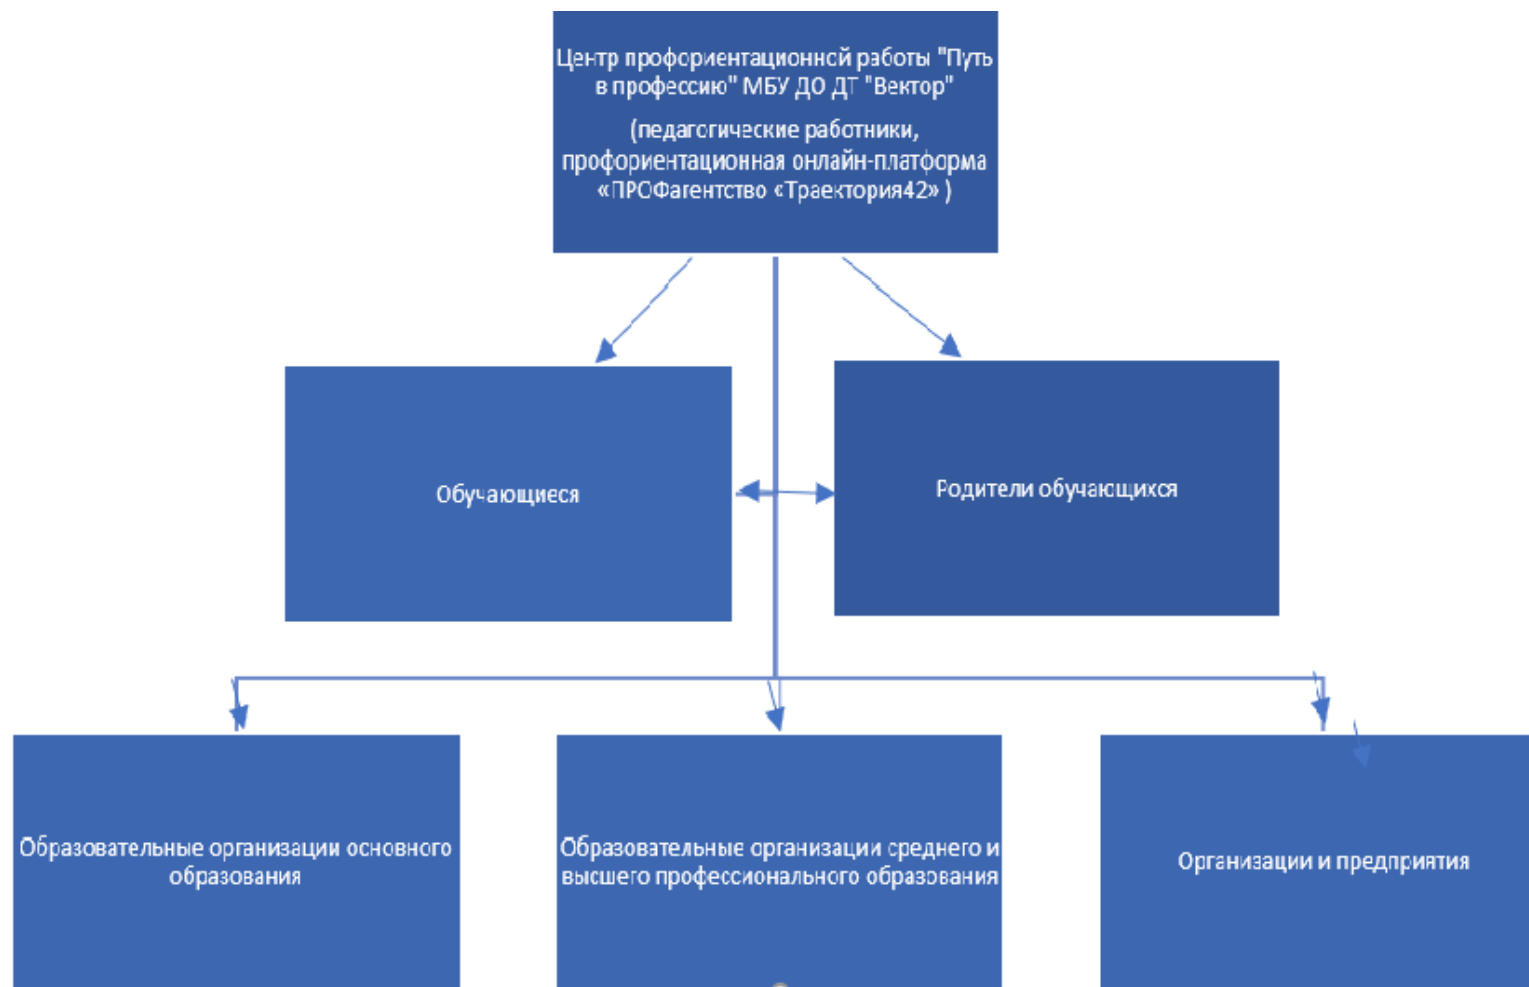 Центр профориентационной работы "Путь
в профессию" МБУ ДО ДТ "Вектор"
(педагогические работники,
профориентационная онлайн-платформа
«ПРОФагентство «Траектория42» )
Обучающиеся
Родители обучающихся
Образовательные организации основного
образования
Образовательные организации среднего и
высшего профессионального образования
Организации и предприятия